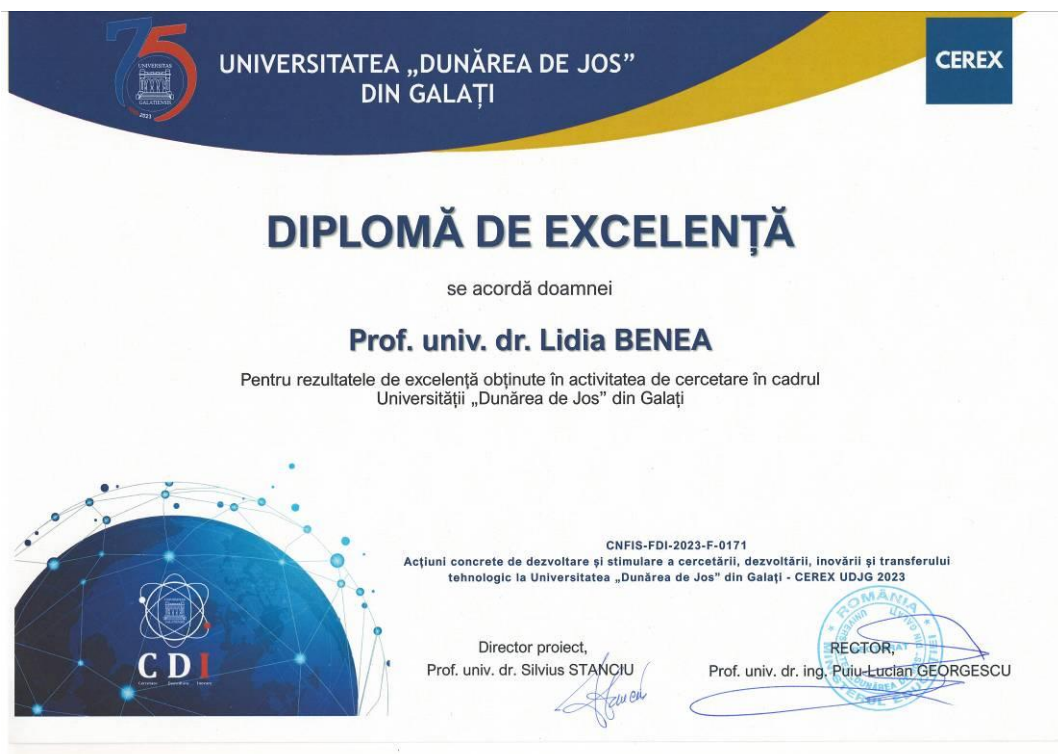 75
UNIVERSITAS
GALATIENSIS
2023
UNIVERSITATEA „DUNĂREA DE JOS”
DIN GALAȚI
CEREX
DIPLOMĂ DE EXCELENȚĂ
se acordă doamnei
Prof. univ. dr. Lidia BENEA
Pentru rezultatele de excelență obținute în activitatea de cercetare în cadrul
Universității „Dunărea de Jos” din Galați
CNFIS-FDI-2023-F-0171
Acțiuni concrete de dezvoltare și stimulare a cercetării, dezvoltării, inovării și transferului
tehnologic la Universitatea „Dunărea de Jos” din Galați - CEREX UDJG 2023
CDI
Director proiect,
Prof. univ. dr. Silvius STANCIU
RECTOR,
Prof. univ. dr. ing. Puiu-Lucian GEORGESCU
ROMÂNIA